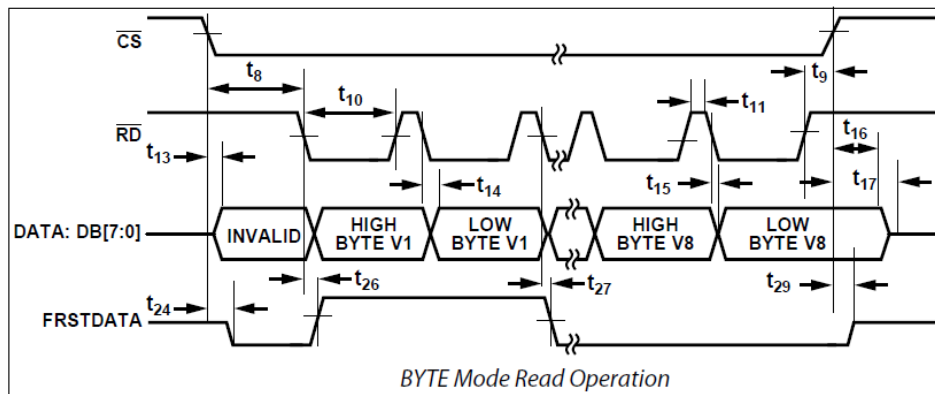 CS
t8
t9
t10
t11
RD
t16
t13
t14
t15
t17
DATA: DB[7:0]
INVALID
HIGH BYTE V1
LOW BYTE V1
HIGH BYTE V8
LOW BYTE V8
t26
t27
t29
t24
FRSTDATA
BYTE Mode Read Operation